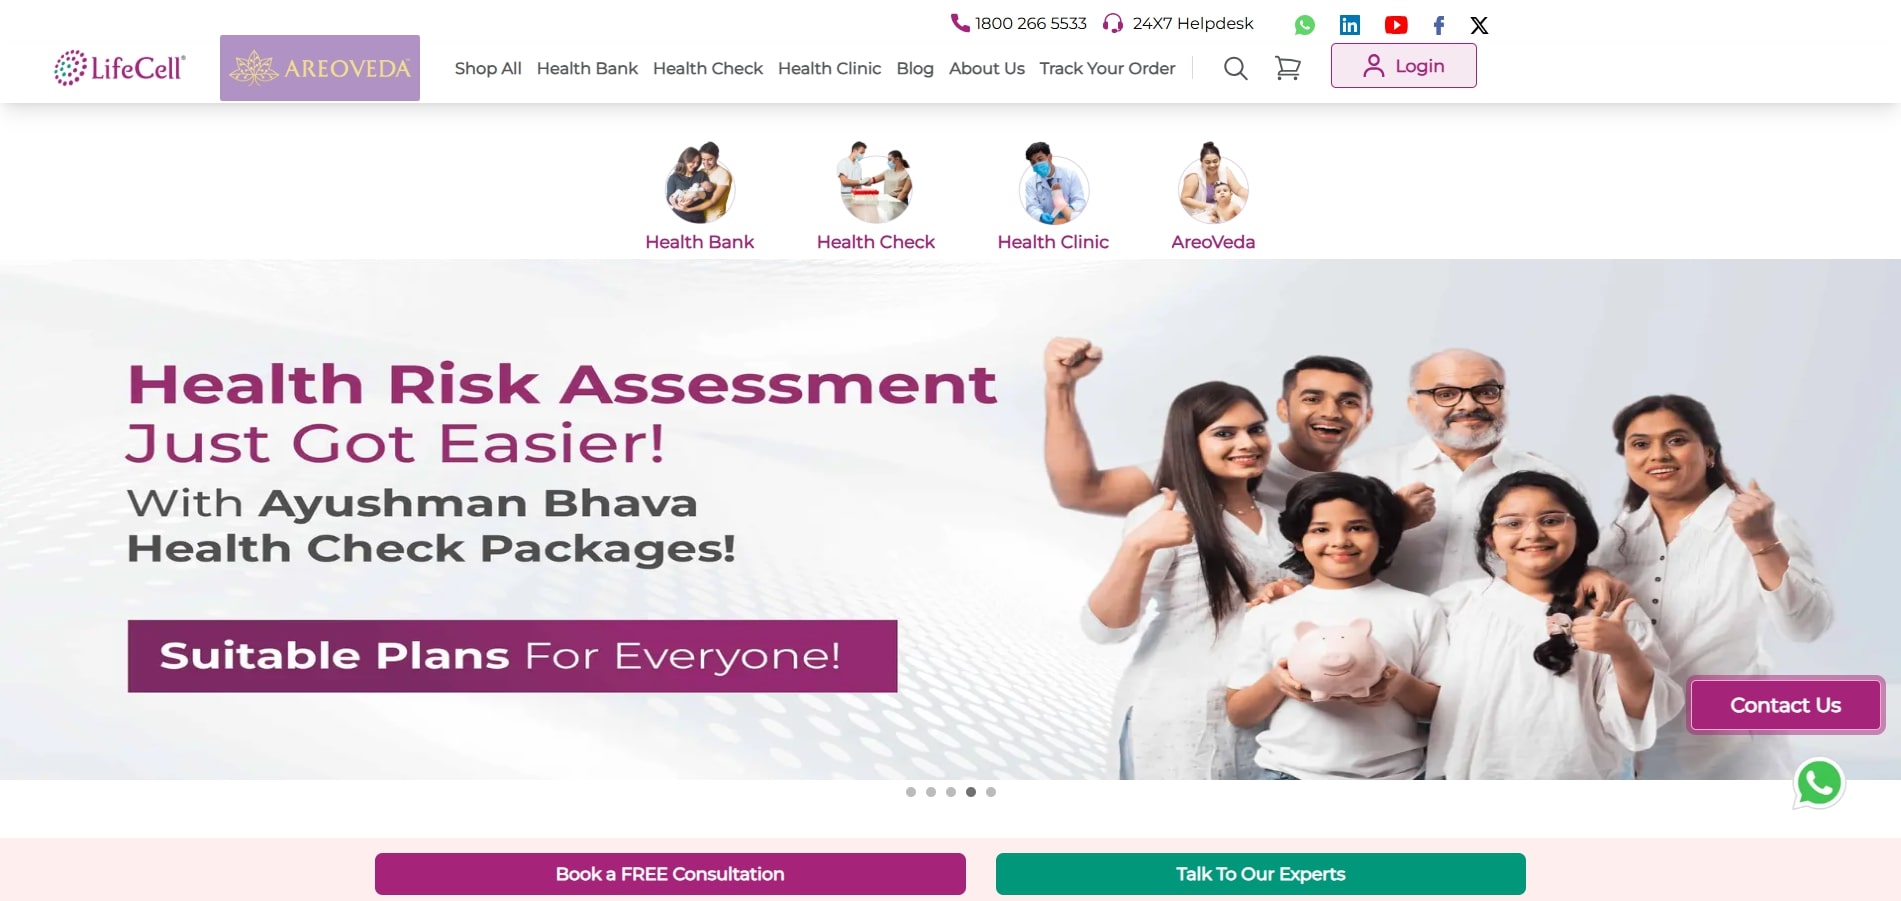 1800 266 5533 24X7 Helpdesk
LifeCell® AREOVEDA Shop All Health Bank Health Check Health Clinic Blog About Us Track Your Order Login
Health Bank Health Check Health Clinic AreoVeda
Health Risk Assessment
Just Got Easier!
With Ayushman Bhava
Health Check Packages!
Suitable Plans For Everyone!
Contact Us
Book a FREE Consultation Talk To Our Experts